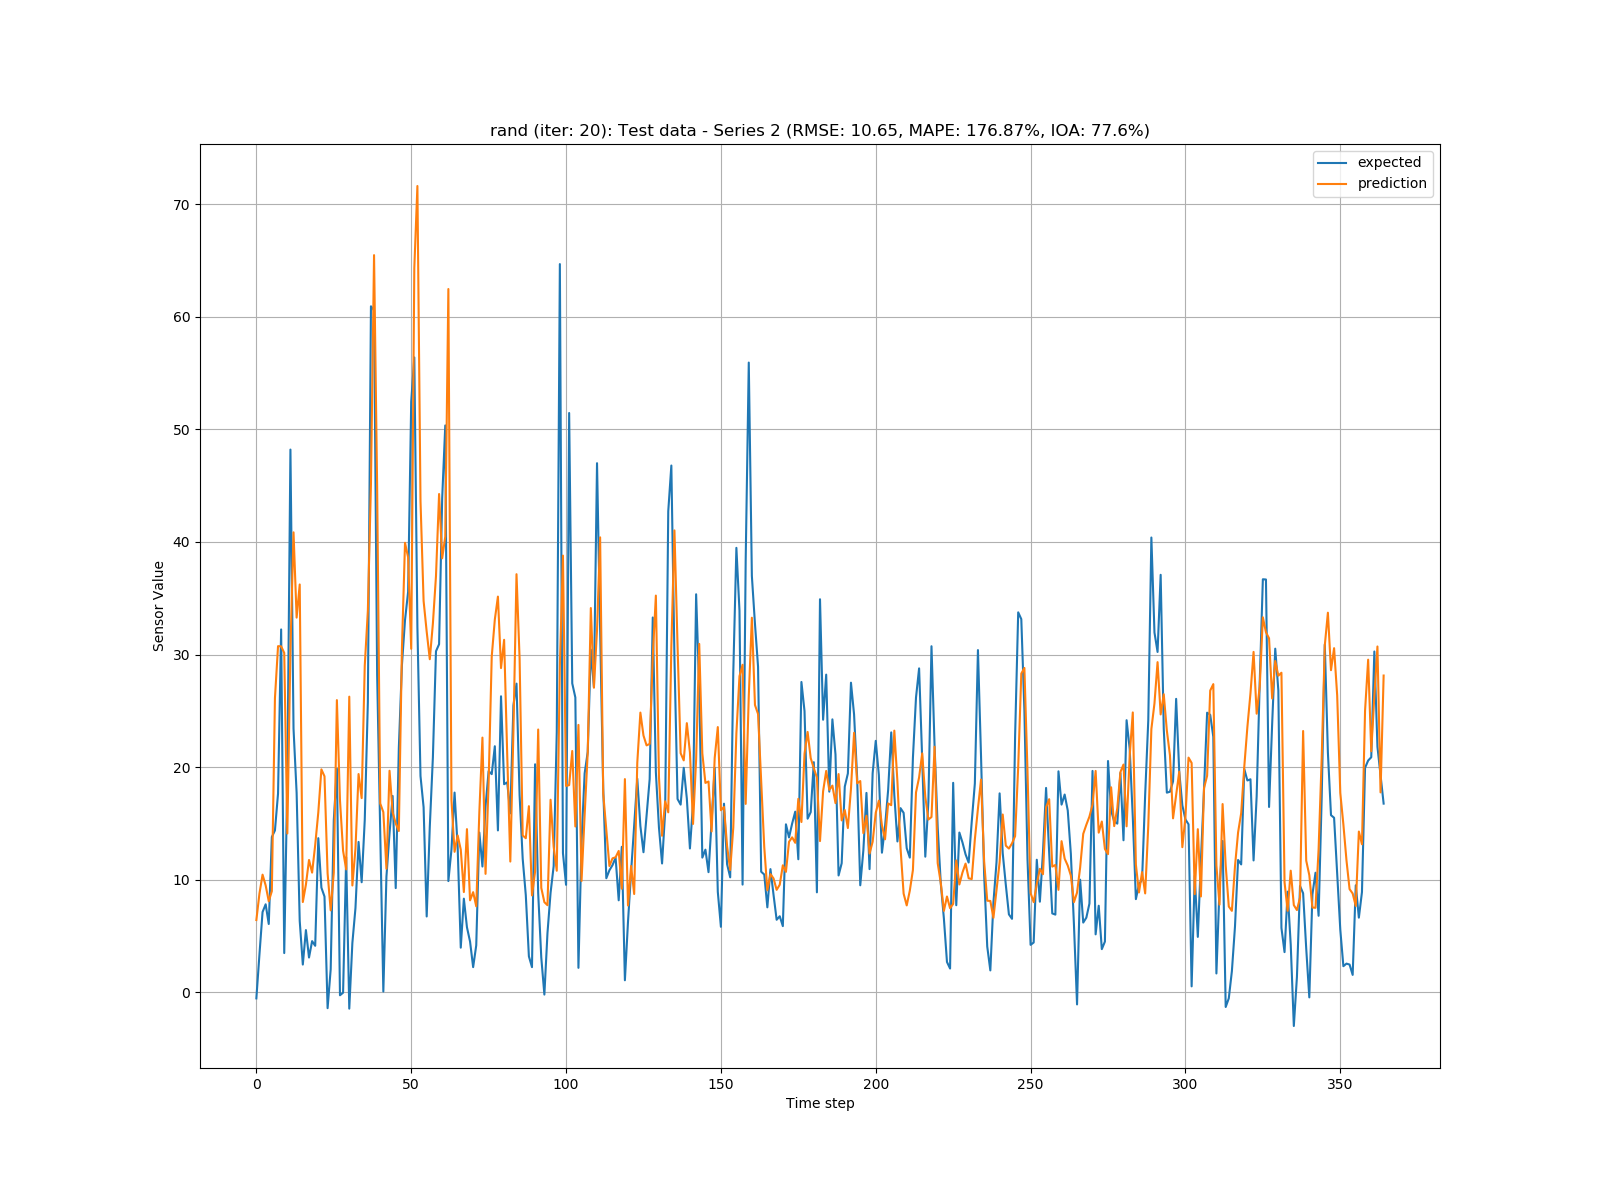 rand (iter: 20): Test data - Series 2 (RMSE: 10.65, MAPE: 176.87%, IOA: 77.6%)
expected
prediction
70
60
50
40
30
20
10
0
Sensor Value
0 50 100 150 200 250 300 350
Time step